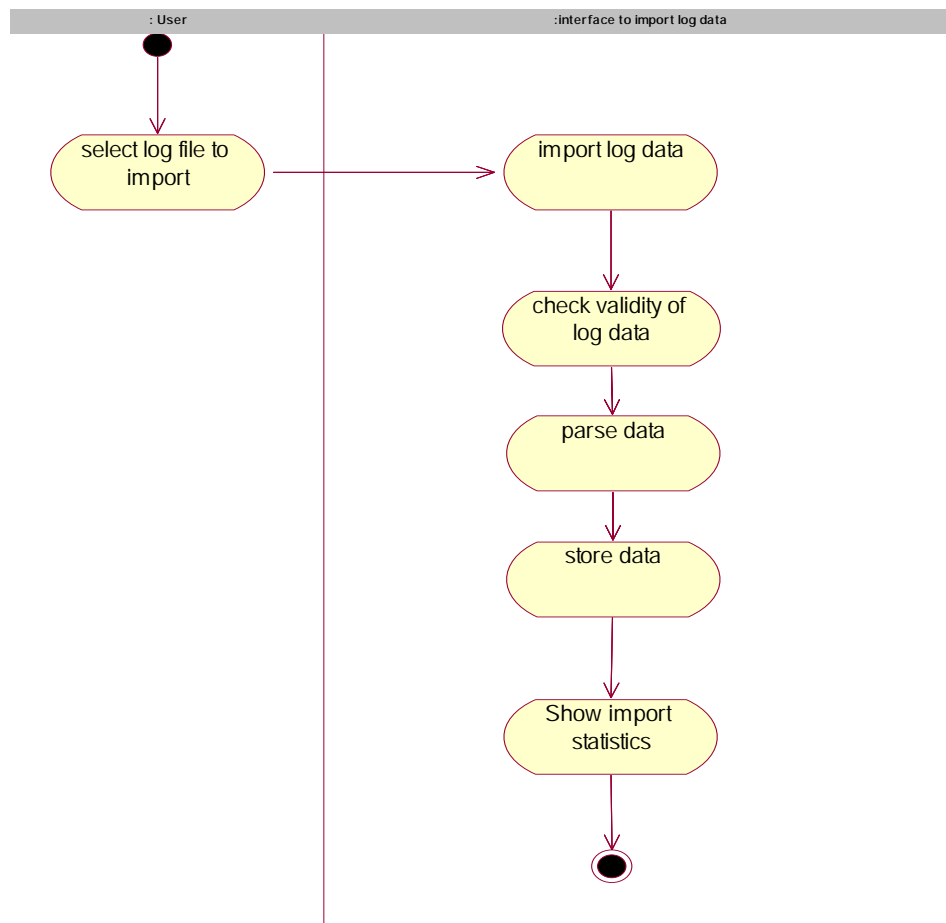 : User
:interface to import log data
select log file to
import
import log data
check validity of
log data
parse data
store data
Show import
statistics